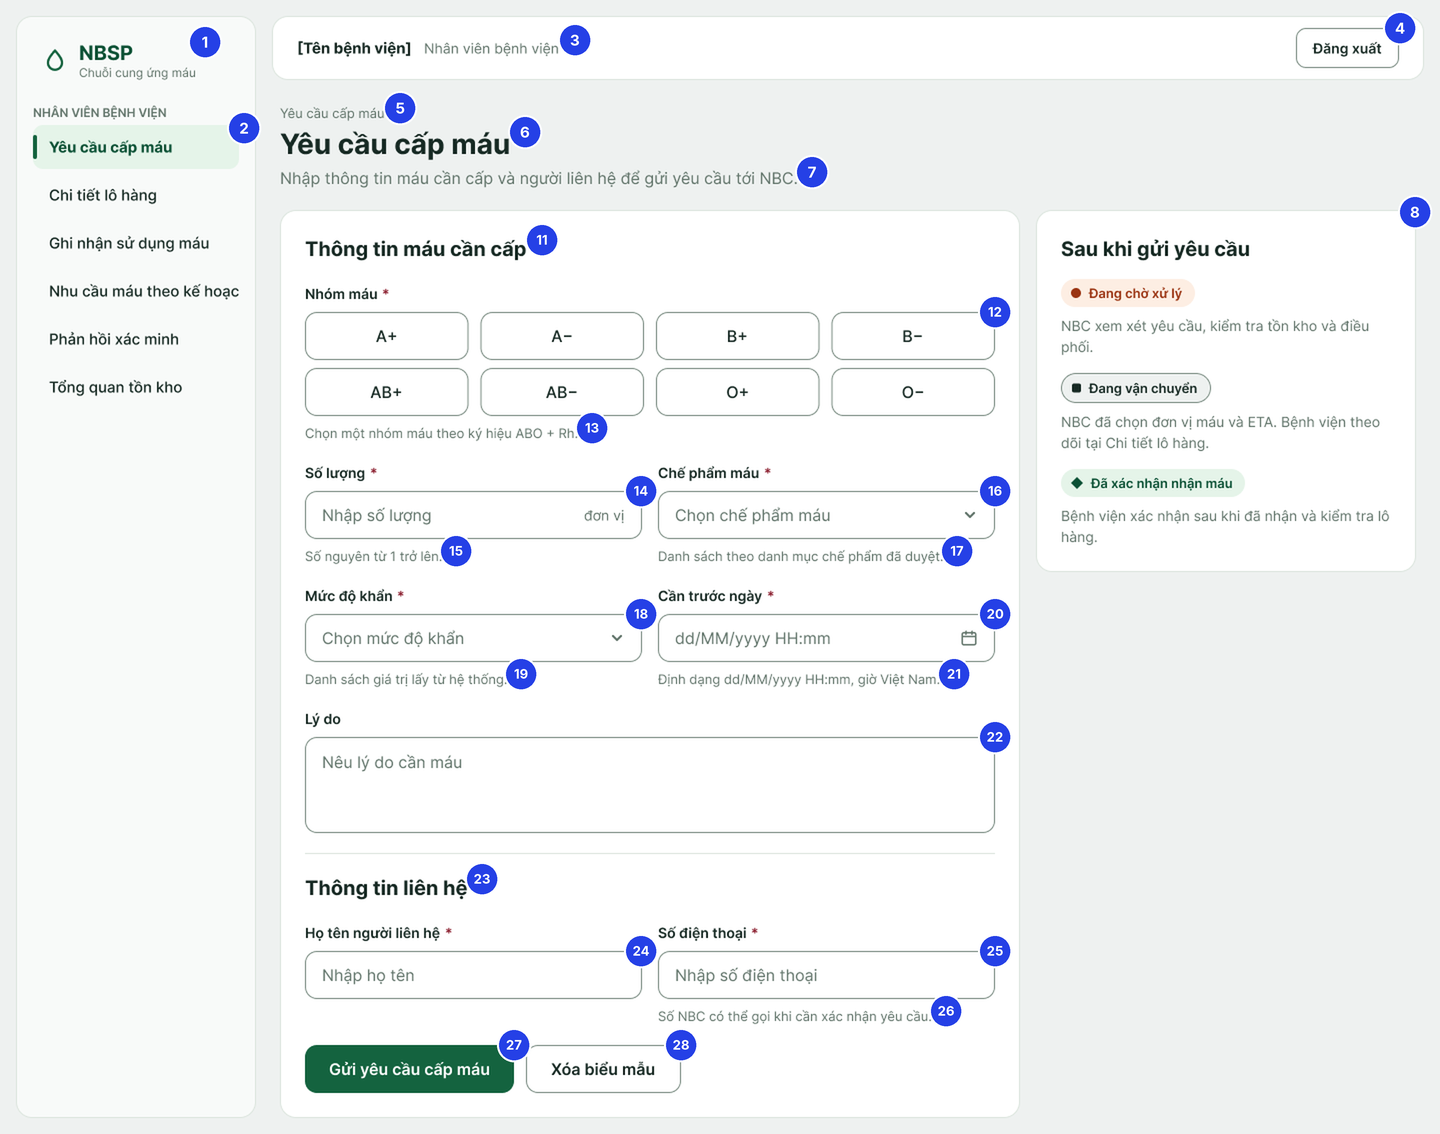 NBSP
1
Chuỗi cung ứng máu
NHÂN VIÊN BỆNH VIỆN
2
Yêu cầu cấp máu
Chi tiết lô hàng
Ghi nhận sử dụng máu
Nhu cầu máu theo kế hoạc
Phản hồi xác minh
Tổng quan tồn kho
[Tên bệnh viện] Nhân viên bệnh viện 3
Đăng xuất 4
Yêu cầu cấp máu 5
Yêu cầu cấp máu 6
Nhập thông tin máu cần cấp và người liên hệ để gửi yêu cầu tới NBC. 7
Thông tin máu cần cấp 11
Nhóm máu *
12
A+ A− B+ B−
AB+ AB− O+ O−
Chọn một nhóm máu theo ký hiệu ABO + Rh. 13
Số lượng * Chế phẩm máu *
14 16
Nhập số lượng đơn vị Chọn chế phẩm máu
Số nguyên từ 1 trở lên. 15 Danh sách theo danh mục chế phẩm đã duyệt. 17
Mức độ khẩn * Cần trước ngày *
18 20
Chọn mức độ khẩn dd/MM/yyyy HH:mm
Danh sách giá trị lấy từ hệ thống. 19 Định dạng dd/MM/yyyy HH:mm, giờ Việt Nam. 21
Lý do
22
Nêu lý do cần máu
Thông tin liên hệ 23
Họ tên người liên hệ * Số điện thoại *
24 25
Nhập họ tên Nhập số điện thoại
Số NBC có thể gọi khi cần xác nhận yêu cầu. 26
27 28
Gửi yêu cầu cấp máu Xóa biểu mẫu
8
Sau khi gửi yêu cầu
Đang chờ xử lý
NBC xem xét yêu cầu, kiểm tra tồn kho và điều
phối.
Đang vận chuyển
NBC đã chọn đơn vị máu và ETA. Bệnh viện theo
dõi tại Chi tiết lô hàng.
Đã xác nhận nhận máu
Bệnh viện xác nhận sau khi đã nhận và kiểm tra lô
hàng.